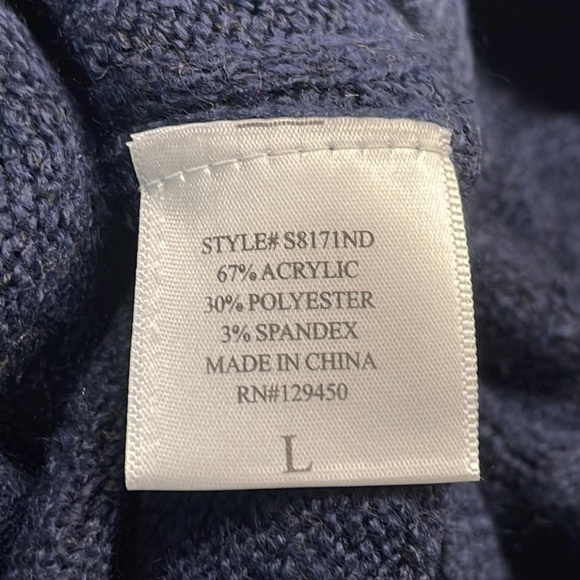 STYLE# S8171ND
67% ACRYLIC
30% POLYESTER
3% SPANDEX
MADE IN CHINA
RN#129450
L